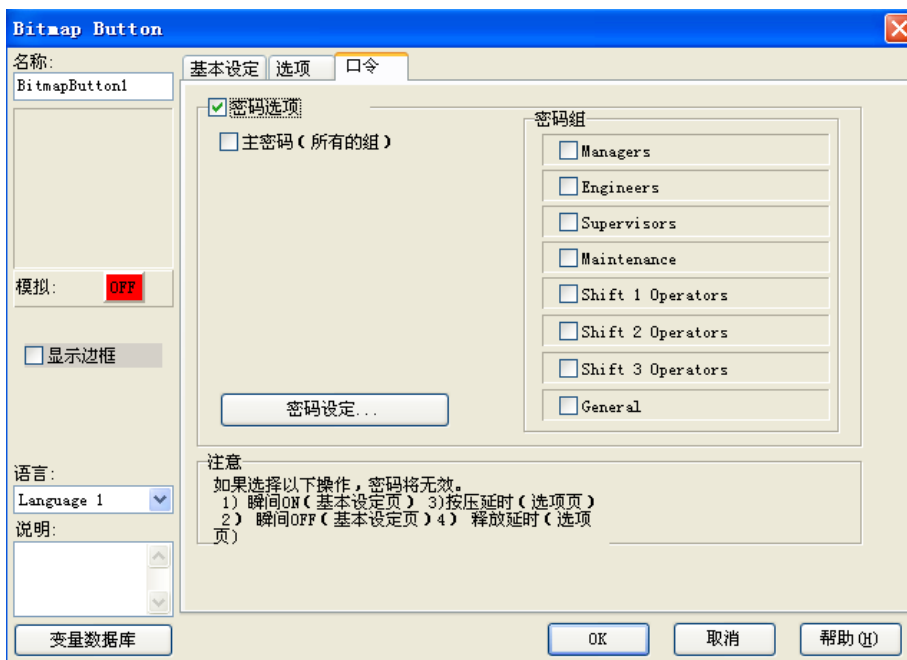 Bitmap Button
名称:
BitmapButton1
模拟:
OFF
显示边框
语言:
Language 1
说明:
变量数据库
基本设定 选项 口令
密码选项
主密码(所有的组)
密码设定...
密码组
Managers
Engineers
Supervisors
Maintenance
Shift 1 Operators
Shift 2 Operators
Shift 3 Operators
General
注意
如果选择以下操作,密码将无效。
1) 瞬间ON(基本设定页) 3)按压延时(选项页)
2) 瞬间OFF(基本设定页)4) 释放延时(选项
页)
OK 取消 帮助(H)